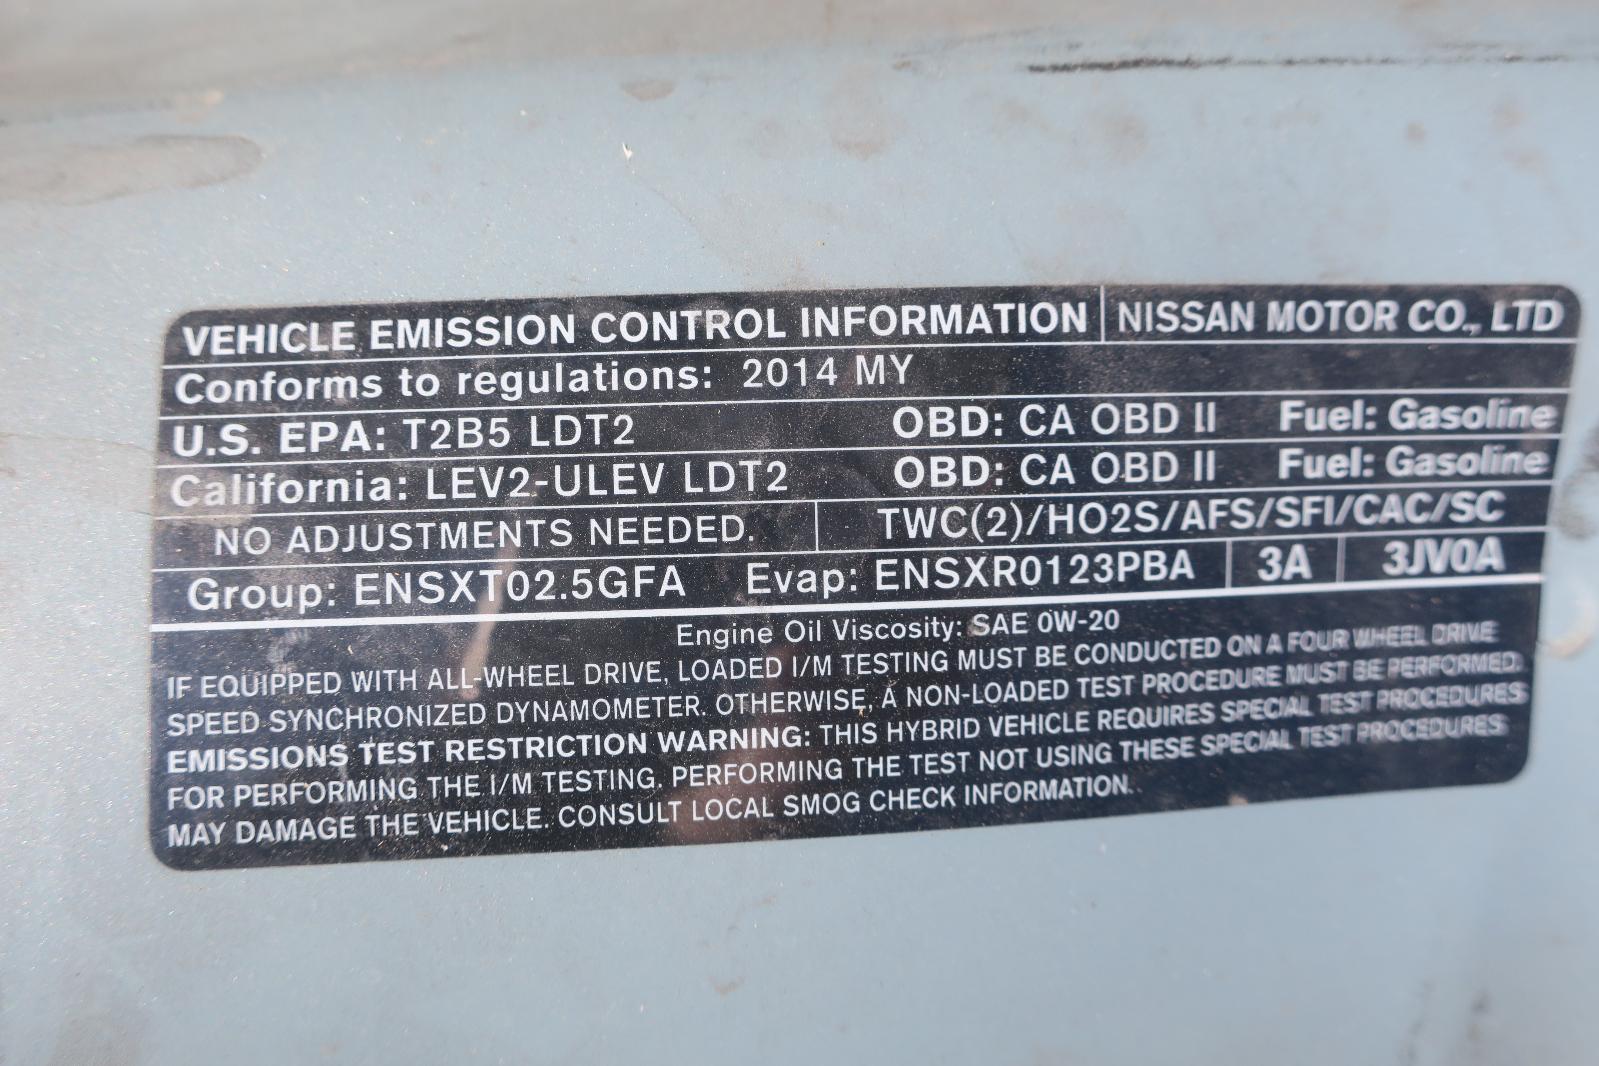 VEHICLE EMISSION CONTROL INFORMATION NISSAN MOTOR CO., LTD
Conforms to regulations: 2014 MY
U.S. EPA: T2B5 LDT2 OBD: CA OBD II Fuel: Gasoline
California: LEV2-ULEV LDT2 OBD: CA OBD II Fuel: Gasoline
NO ADJUSTMENTS NEEDED. TWC(2)/HO2S/AFS/SFI/CAC/SC
Group: ENSXT02.5GFA Evap: ENSXR0123PBA 3A 3JV0A
Engine Oil Viscosity: SAE 0W-20
IF EQUIPPED WITH ALL-WHEEL DRIVE, LOADED I/M TESTING MUST BE CONDUCTED ON A FOUR WHEEL DRIVE
SPEED SYNCHRONIZED DYNAMOMETER. OTHERWISE, A NON-LOADED TEST PROCEDURE MUST BE PERFORMED.
EMISSIONS TEST RESTRICTION WARNING: THIS HYBRID VEHICLE REQUIRES SPECIAL TEST PROCEDURES
FOR PERFORMING THE I/M TESTING. PERFORMING THE TEST NOT USING THESE SPECIAL TEST PROCEDURES
MAY DAMAGE THE VEHICLE. CONSULT LOCAL SMOG CHECK INFORMATION.